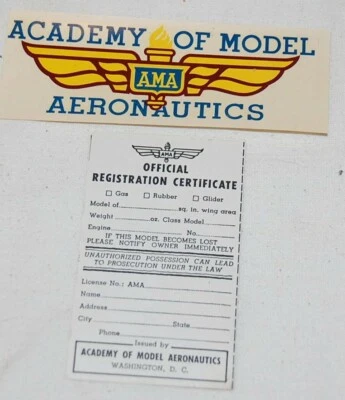 ACADEMY OF MODEL
AMA
AERONAUTICS
AMA
OFFICIAL
REGISTRATION CERTIFICATE
Gas Rubber Glider
Model of sq. in. wing area
Weight oz. Class Model
Engine No.
IF THIS MODEL BECOMES LOST
PLEASE NOTIFY OWNER IMMEDIATELY
UNAUTHORIZED POSSESSION CAN LEAD
TO PROSECUTION UNDER THE LAW
License No.: AMA
Name
Address
City State
Phone
Issued by
ACADEMY OF MODEL AERONAUTICS
WASHINGTON, D. C.